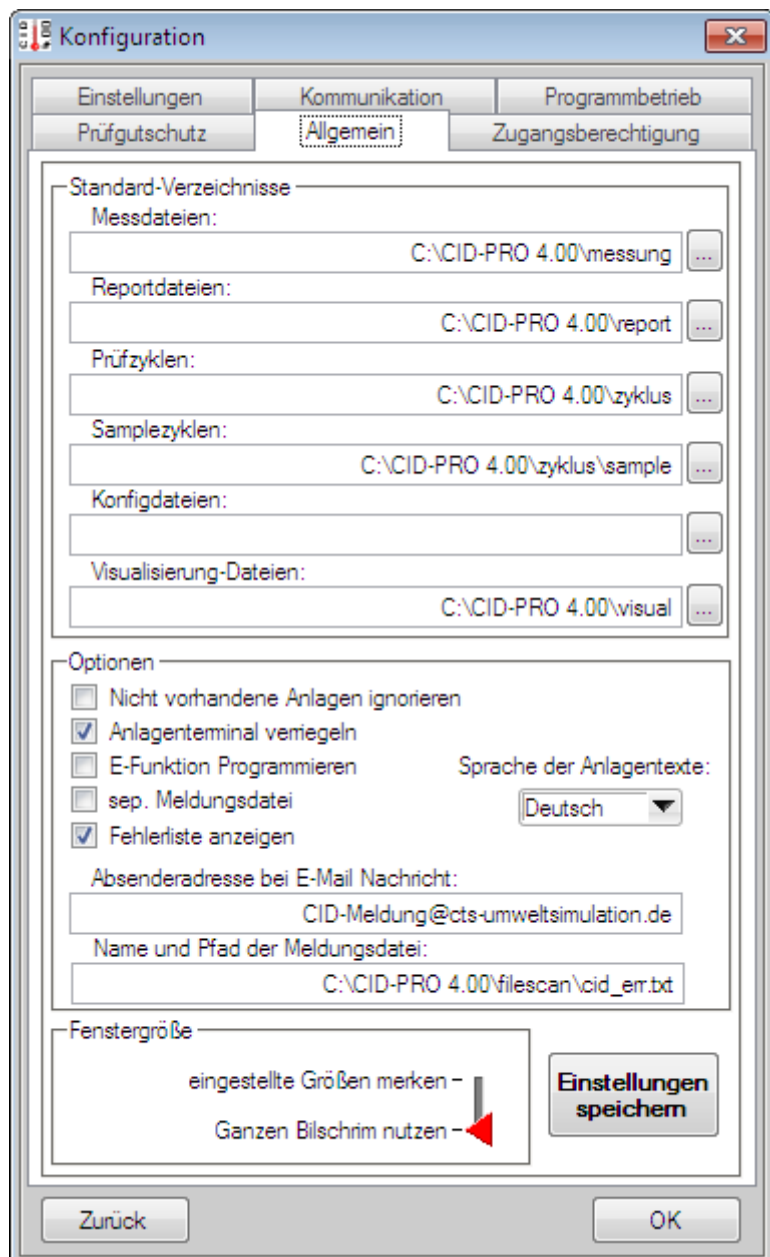 Konfiguration
Einstellungen Kommunikation Programmbetrieb
Prüfgutschutz Allgemein Zugangsberechtigung
Standard-Verzeichnisse
Messdateien:
C:\CID-PRO 4.00\messung ...
Reportdateien:
C:\CID-PRO 4.00\report ...
Prüfzyklen:
C:\CID-PRO 4.00\zyklus ...
Samplezyklen:
C:\CID-PRO 4.00\zyklus\sample ...
Konfigdateien:
...
Visualisierung-Dateien:
C:\CID-PRO 4.00\visual ...
Optionen
Nicht vorhandene Anlagen ignorieren
Anlagenterminal verriegeln
E-Funktion Programmieren Sprache der Anlagentexte:
sep. Meldungsdatei Deutsch
Fehlerliste anzeigen
Absenderadresse bei E-Mail Nachricht:
CID-Meldung@cts-umweltsimulation.de
Name und Pfad der Meldungsdatei:
C:\CID-PRO 4.00\filescan\cid_err.txt
Fenstergröße
eingestellte Größen merken
Ganzen Bilschrim nutzen
Einstellungen
speichern
Zurück OK